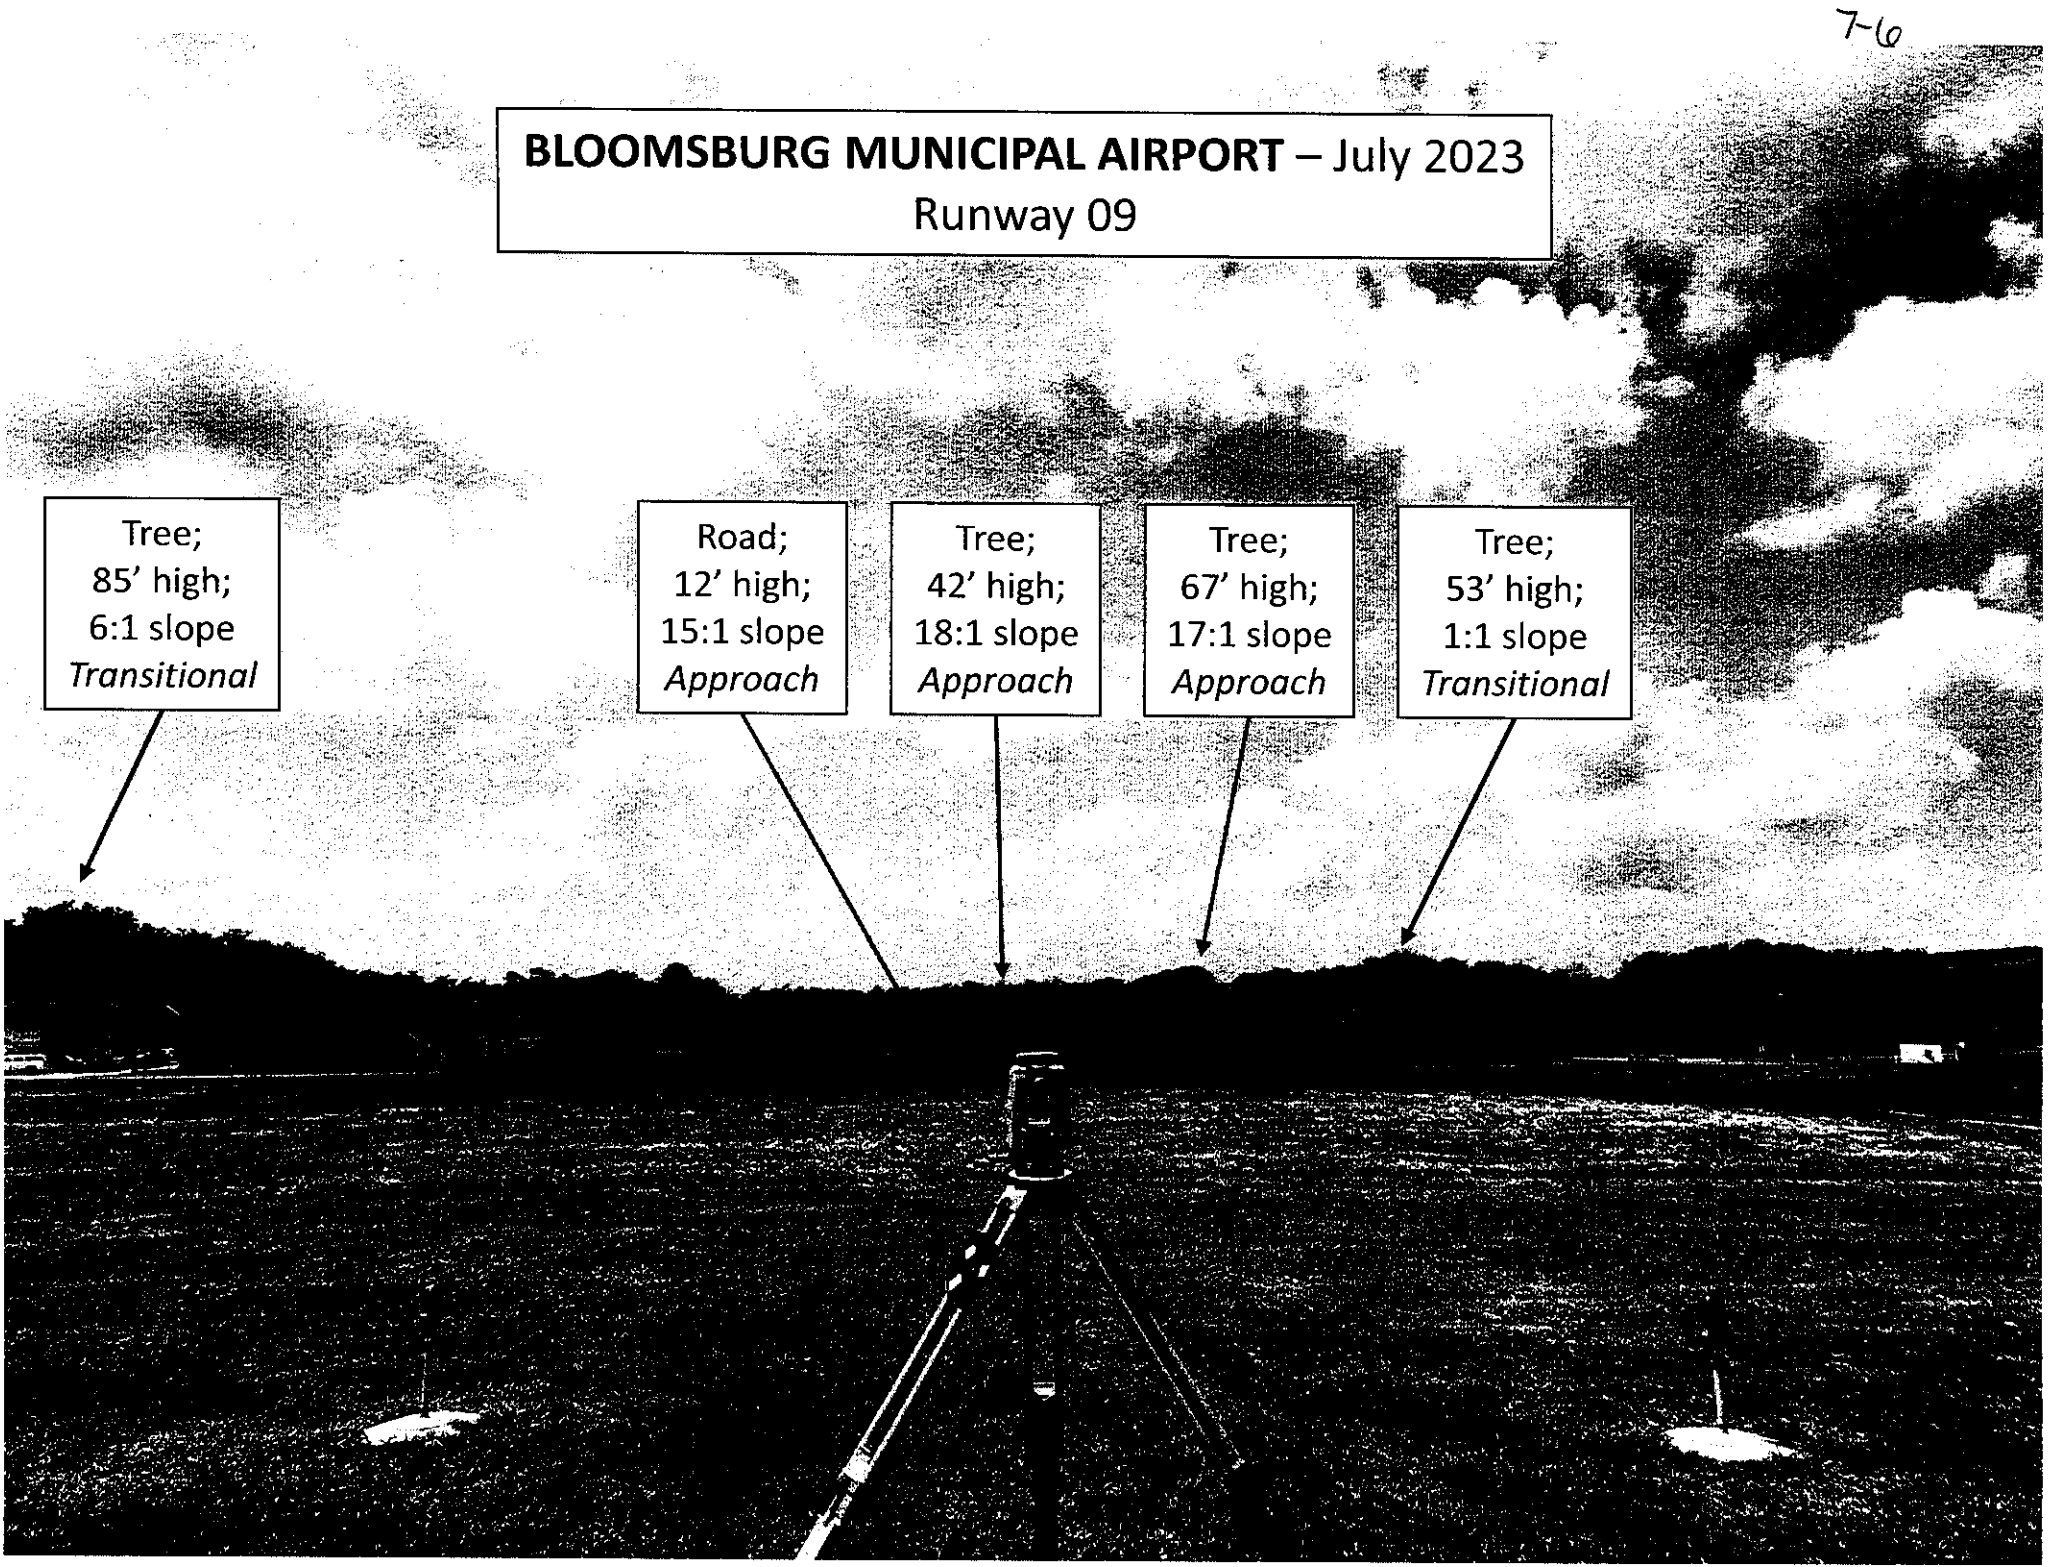 7-6
BLOOMSBURG MUNICIPAL AIRPORT – July 2023
Runway 09
Tree;
85’ high;
6:1 slope
Transitional
Road;
12’ high;
15:1 slope
Approach
Tree;
42’ high;
18:1 slope
Approach
Tree;
67’ high;
17:1 slope
Approach
Tree;
53’ high;
1:1 slope
Transitional